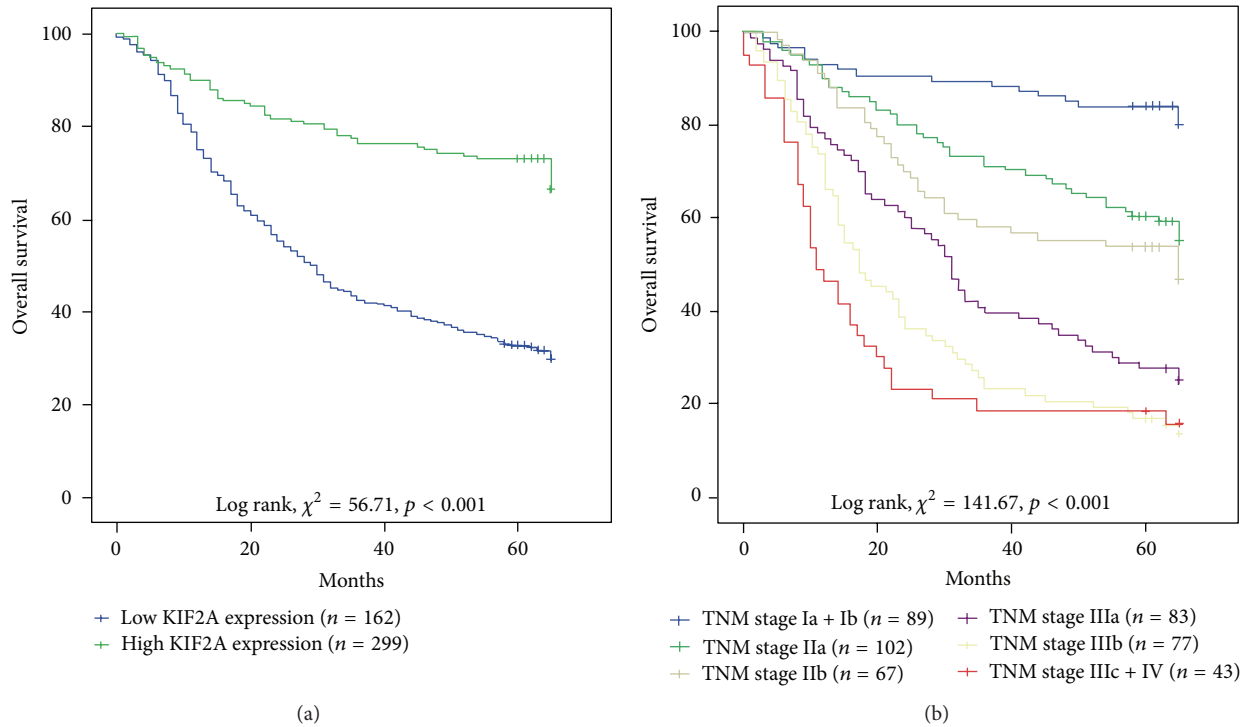 100
80
60
40
20
0
Overall survival
Log rank, χ² = 56.71, p < 0.001
0 20 40 60
Months
Low KIF2A expression (n = 162)
High KIF2A expression (n = 299)
(a)
100
80
60
40
20
0
Overall survival
Log rank, χ² = 141.67, p < 0.001
0 20 40 60
Months
TNM stage Ia + Ib (n = 89)
TNM stage IIa (n = 102)
TNM stage IIb (n = 67)
TNM stage IIIa (n = 83)
TNM stage IIIb (n = 77)
TNM stage IIIc + IV (n = 43)
(b)